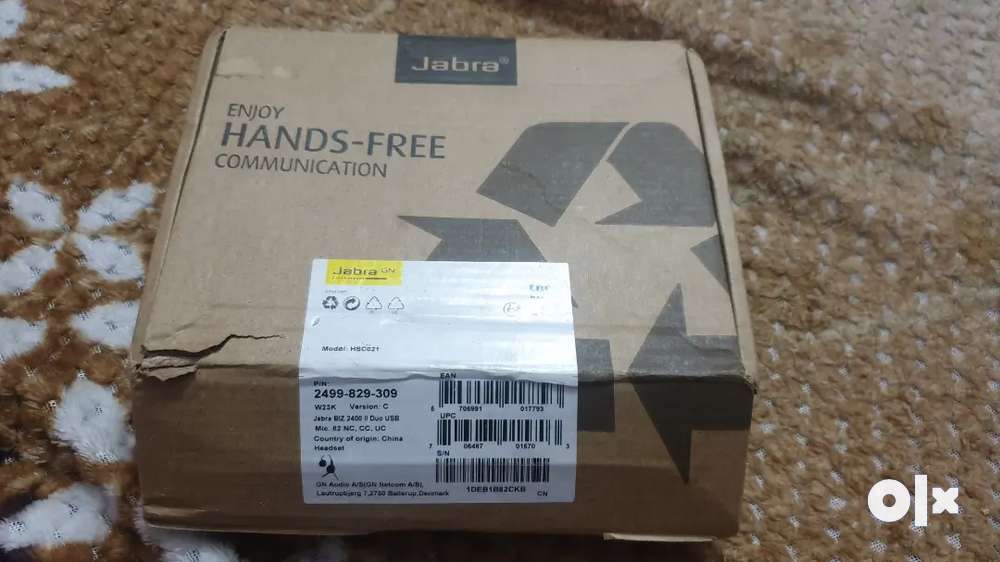 Jabra®
ENJOY
HANDS-FREE
COMMUNICATION
Jabra GN
Model: HSC021
P/N:
2499-829-309
W23K Version: C
Jabra BIZ 2400 II Duo USB
Mic. 82 NC, CC, UC
Country of origin: China
Headset
GN Audio A/S(GN Netcom A/S),
Lautrupbjerg 7,2750 Ballerup,Denmark
EAN
5 706991 017793
UPC
7 06487 01570 3
S/N
1DEB1B82CKB CN
olx